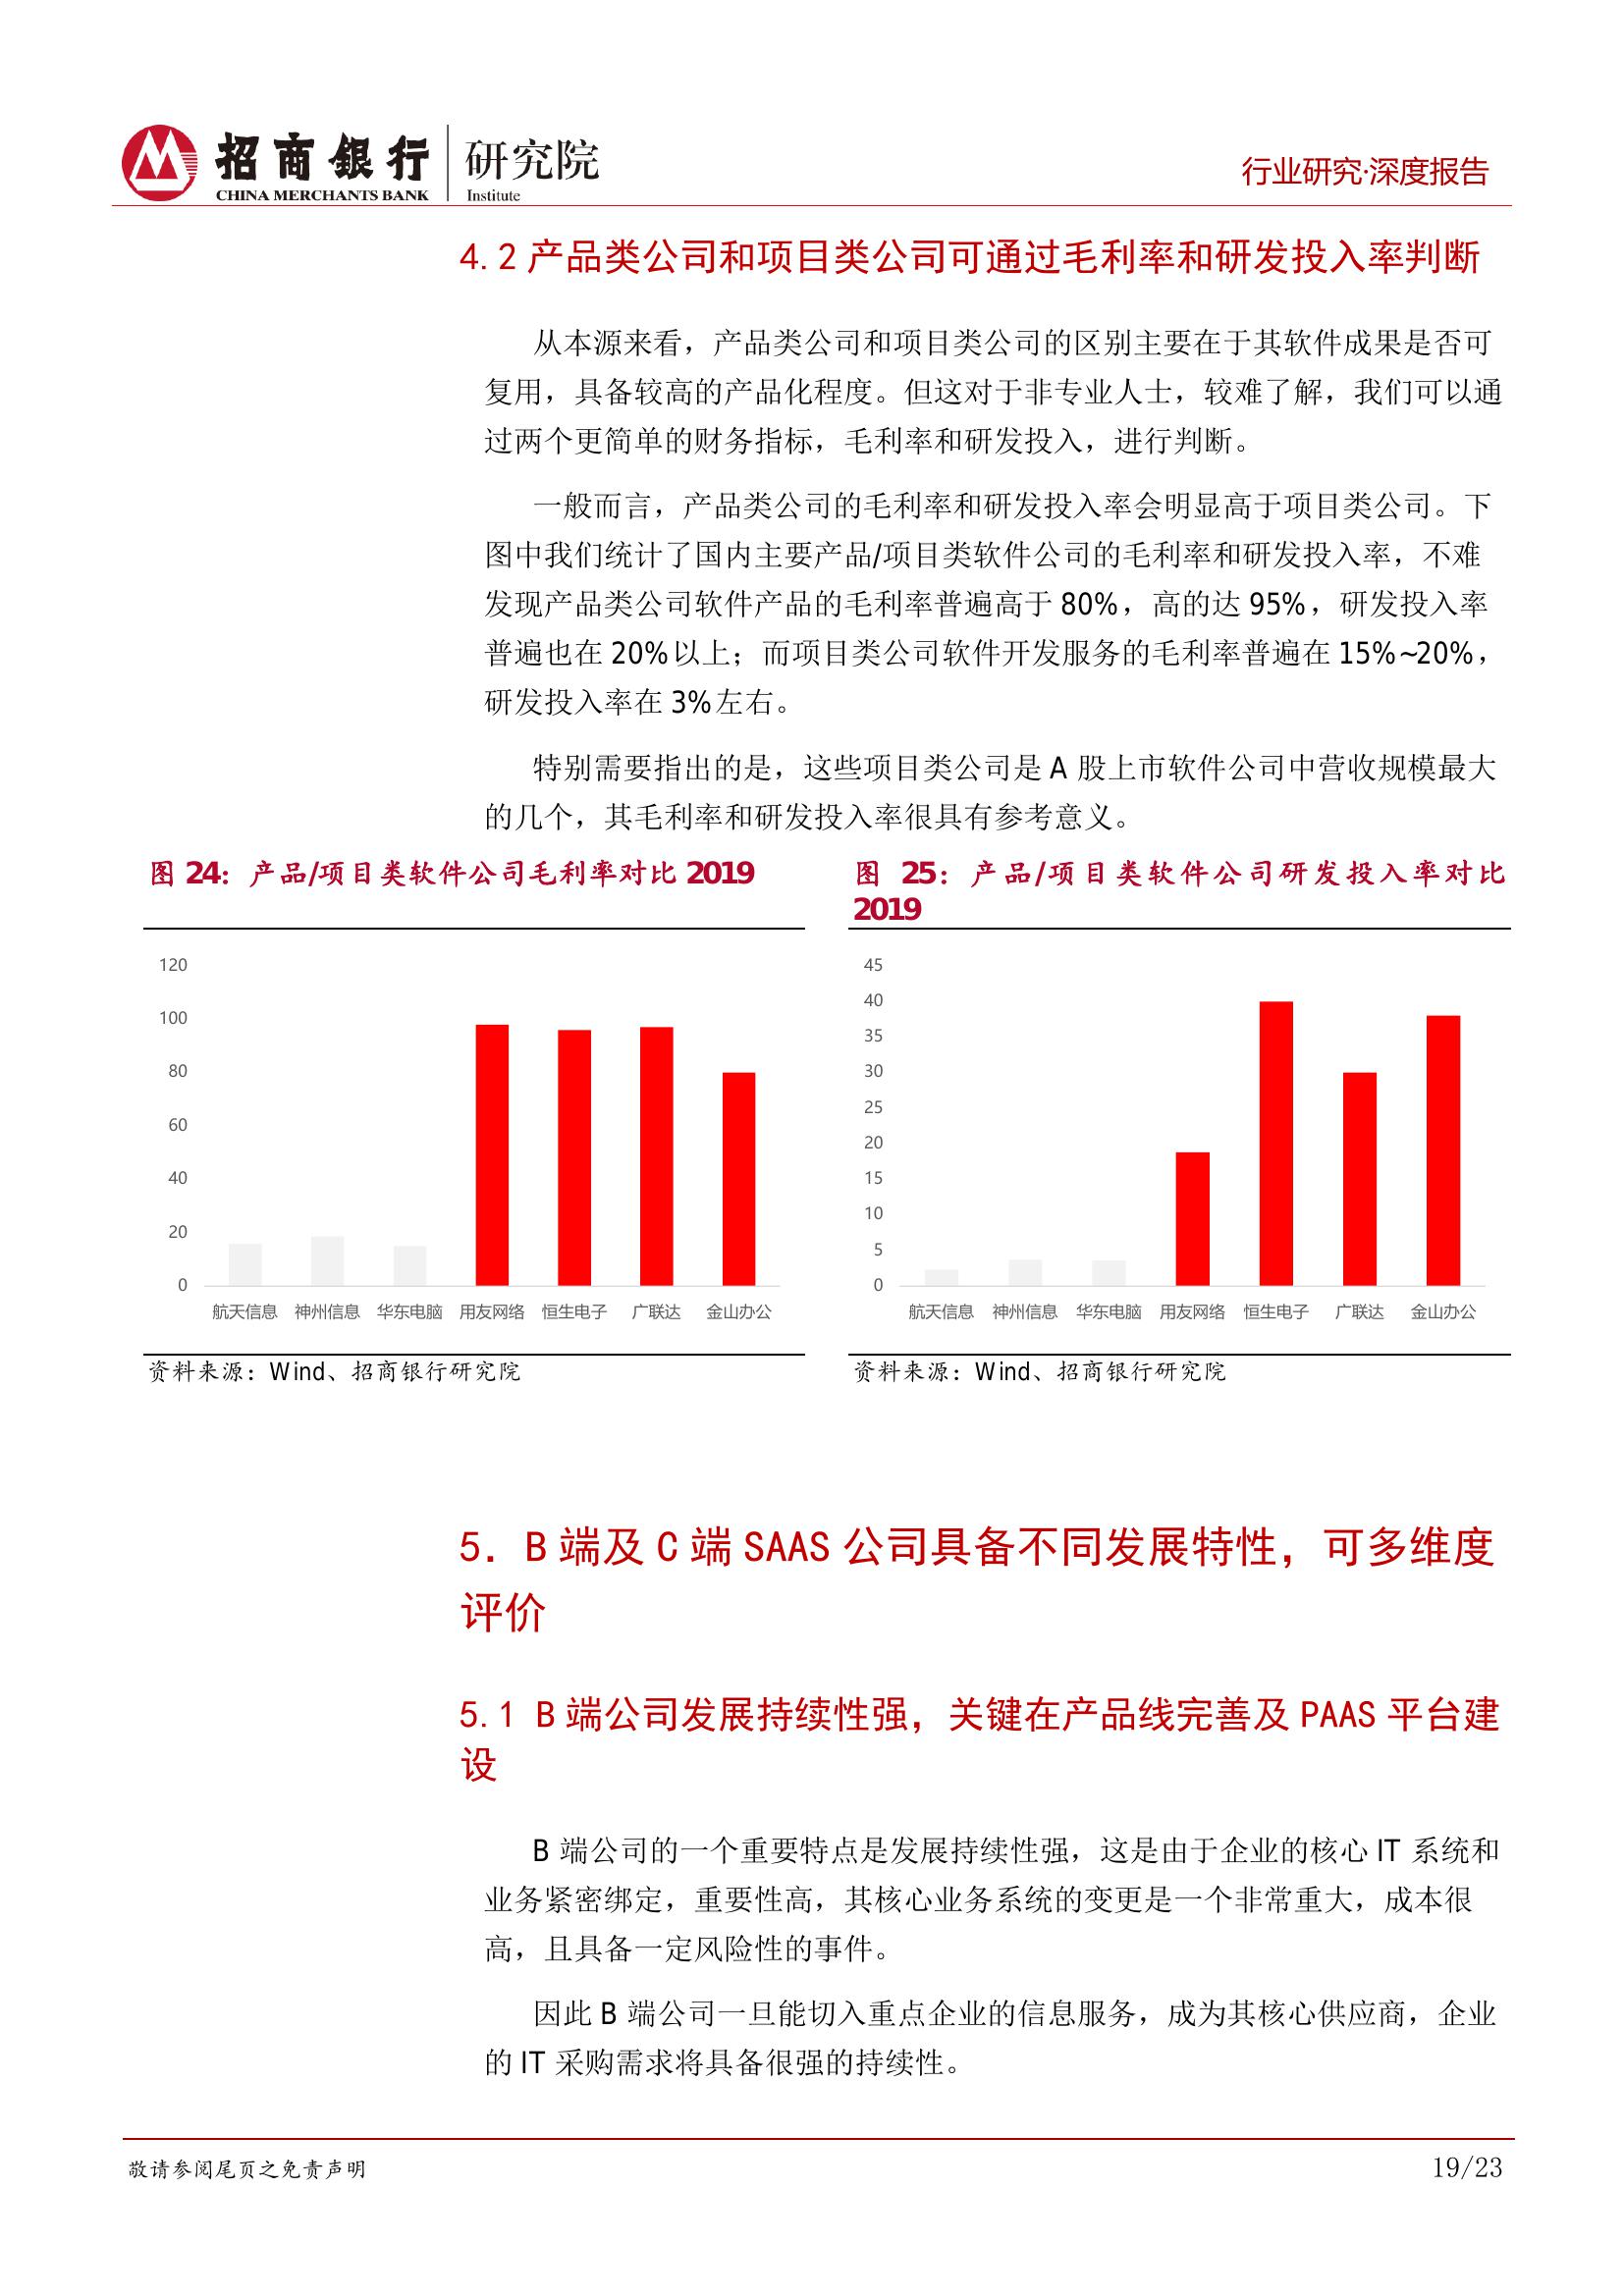 招商银行
CHINA MERCHANTS BANK
研究院
Institute
行业研究·深度报告
4.2 产品类公司和项目类公司可通过毛利率和研发投入率判断
从本源来看，产品类公司和项目类公司的区别主要在于其软件成果是否可
复用，具备较高的产品化程度。但这对于非专业人士，较难了解，我们可以通
过两个更简单的财务指标，毛利率和研发投入，进行判断。
一般而言，产品类公司的毛利率和研发投入率会明显高于项目类公司。下
图中我们统计了国内主要产品/项目类软件公司的毛利率和研发投入率，不难
发现产品类公司软件产品的毛利率普遍高于 80%，高的达 95%，研发投入率
普遍也在 20%以上；而项目类公司软件开发服务的毛利率普遍在 15%~20%，
研发投入率在 3%左右。
特别需要指出的是，这些项目类公司是 A 股上市软件公司中营收规模最大
的几个，其毛利率和研发投入率很具有参考意义。
图 24：产品/项目类软件公司毛利率对比 2019
120
100
80
60
40
20
0
航天信息 神州信息 华东电脑 用友网络 恒生电子 广联达 金山办公
资料来源：Wind、招商银行研究院
图 25：产品/项目类软件公司研发投入率对比
2019
45
40
35
30
25
20
15
10
5
0
航天信息 神州信息 华东电脑 用友网络 恒生电子 广联达 金山办公
资料来源：Wind、招商银行研究院
5. B 端及 C 端 SAAS 公司具备不同发展特性，可多维度
评价
5.1 B 端公司发展持续性强，关键在产品线完善及 PAAS 平台建
设
B 端公司的一个重要特点是发展持续性强，这是由于企业的核心 IT 系统和
业务紧密绑定，重要性高，其核心业务系统的变更是一个非常重大，成本很
高，且具备一定风险性的事件。
因此 B 端公司一旦能切入重点企业的信息服务，成为其核心供应商，企业
的 IT 采购需求将具备很强的持续性。
敬请参阅尾页之免责声明
19/23